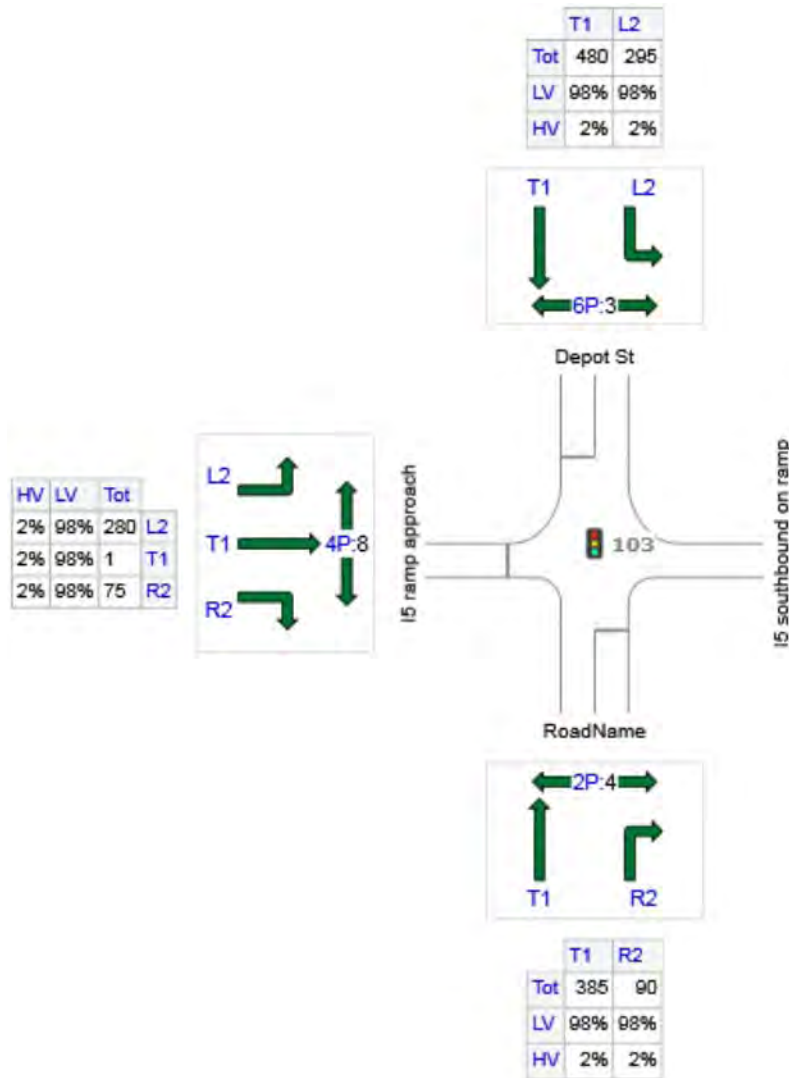 T1 L2
Tot 480 295
LV 98% 98%
HV 2% 2%
T1 L2
6P:3
Depot St
HV LV Tot
2% 98% 280 L2
2% 98% 1 T1
2% 98% 75 R2
L2
T1
R2
4P:8
I5 ramp approach
103
I5 southbound on ramp
RoadName
2P:4
T1 R2
T1 R2
Tot 385 90
LV 98% 98%
HV 2% 2%